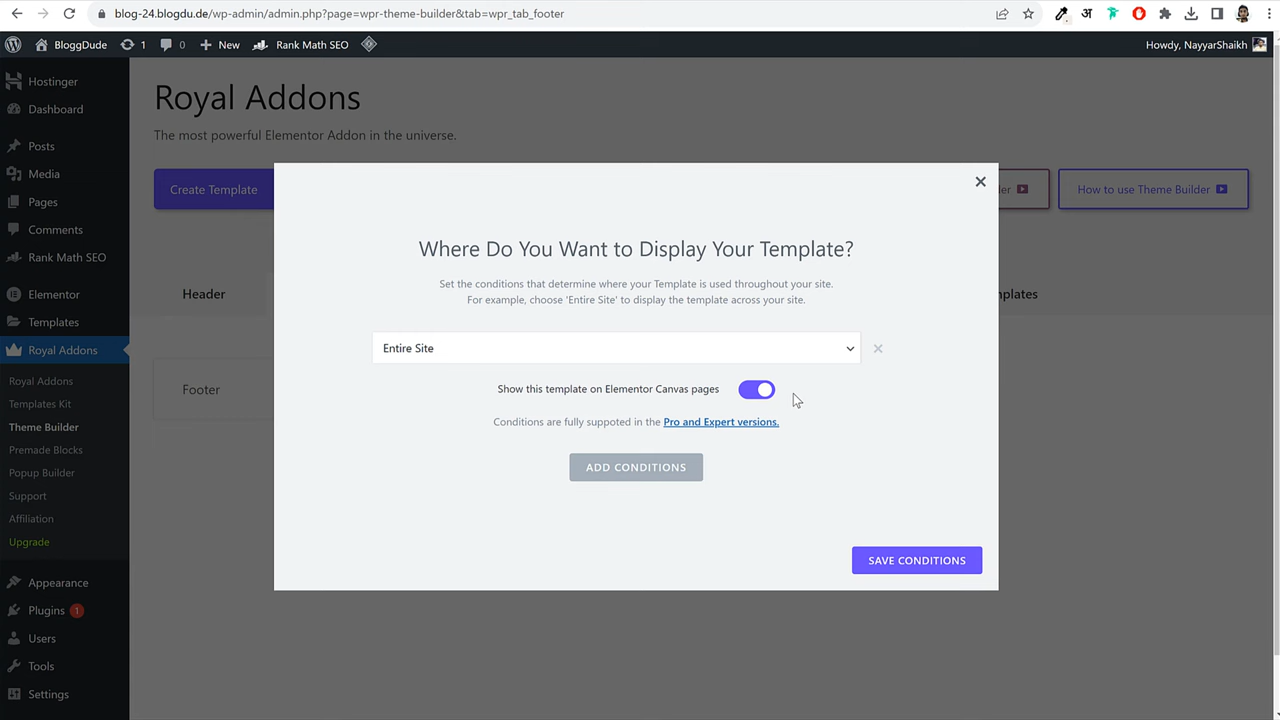 blog-24.blogdu.de/wp-admin/admin.php?page=wpr-theme-builder&tab=wpr_tab_footer
अ
BloggDude
1
0
New
Rank Math SEO
Howdy, NayyarShaikh
Hostinger
Dashboard
Posts
Media
Pages
Comments
Rank Math SEO
Elementor
Templates
Royal Addons
Royal Addons
Templates Kit
Theme Builder
Premade Blocks
Popup Builder
Support
Affiliation
Upgrade
Appearance
Plugins 1
Users
Tools
Settings
Royal Addons
The most powerful Elementor Addon in the universe.
Create Template
How to use Theme Builder
Header
Footer
Where Do You Want to Display Your Template?
Set the conditions that determine where your Template is used throughout your site.
For example, choose 'Entire Site' to display the template across your site.
Entire Site
Show this template on Elementor Canvas pages
Conditions are fully suppoted in the Pro and Expert versions.
ADD CONDITIONS
SAVE CONDITIONS